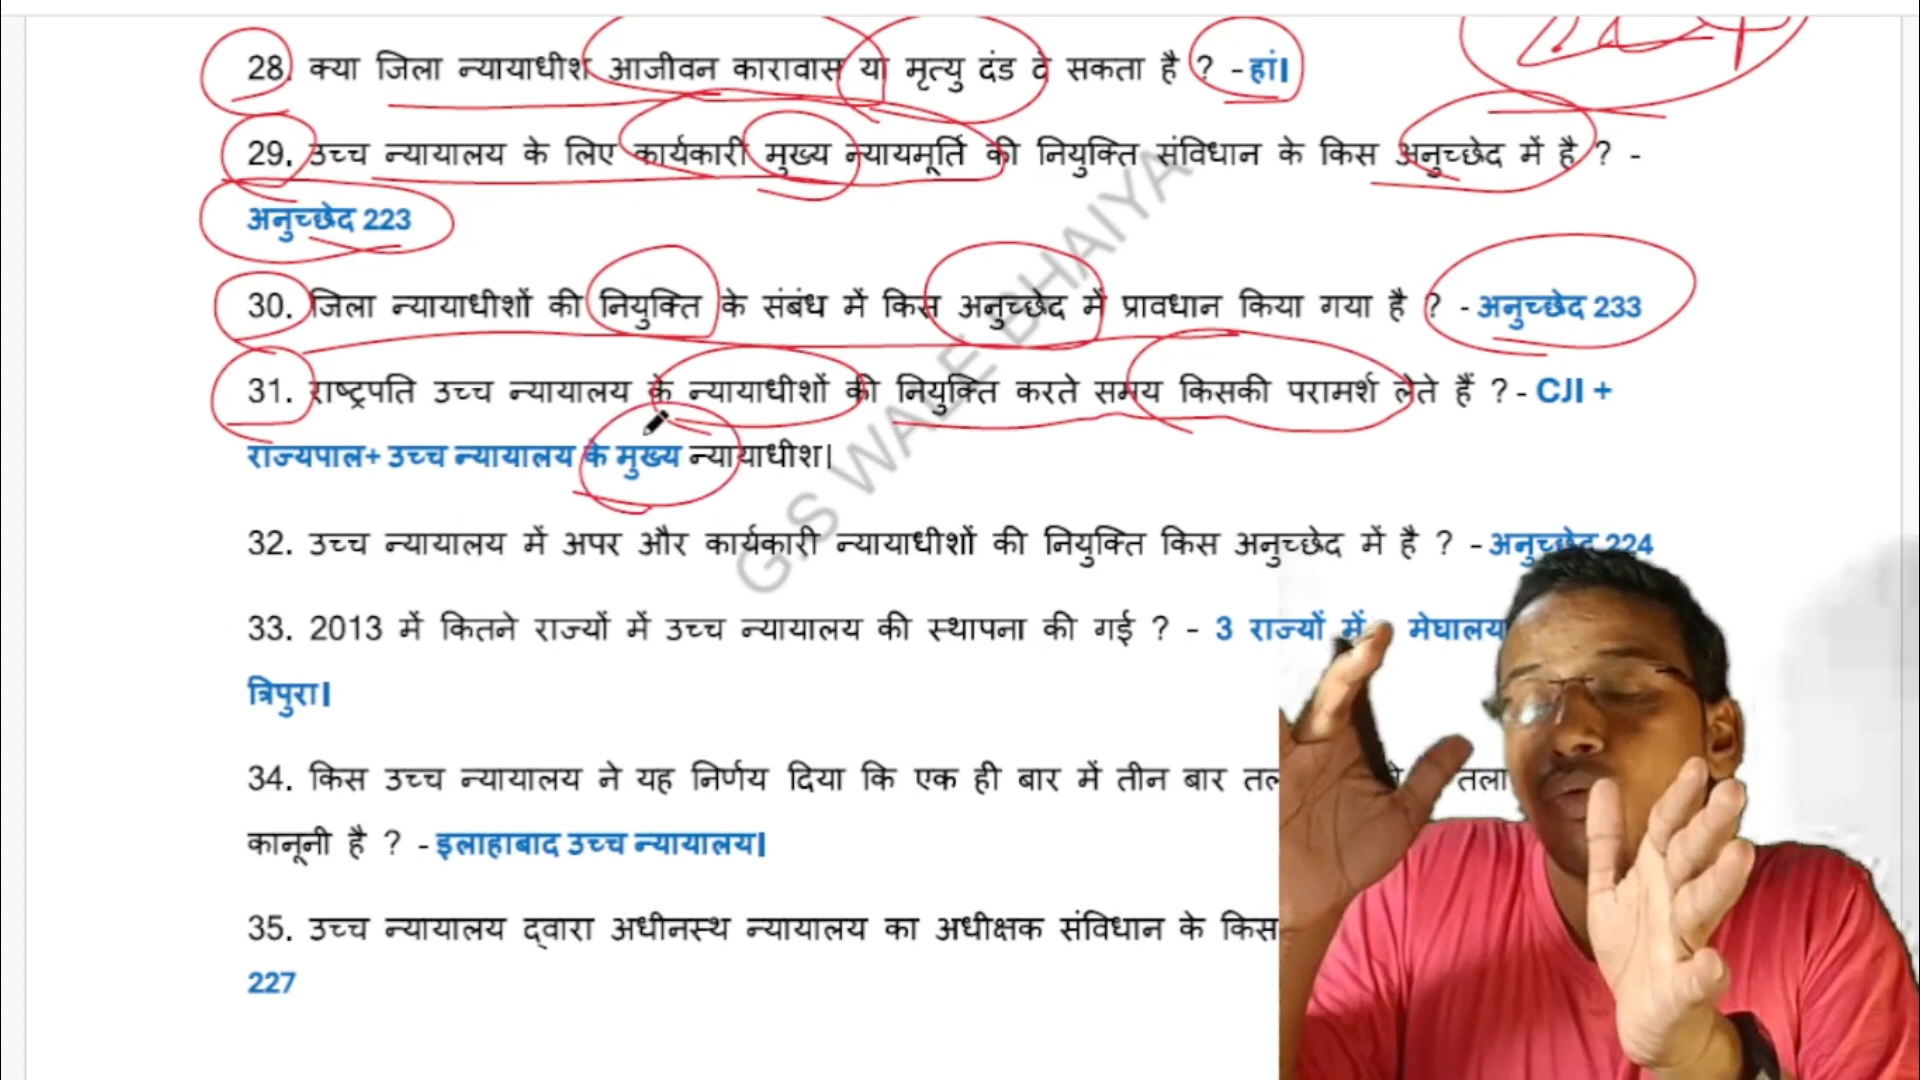 28. क्या जिला न्यायाधीश आजीवन कारावास या मृत्यु दंड दे सकता है ? - हां।
29. उच्च न्यायालय के लिए कार्यकारी मुख्य न्यायमूर्ति की नियुक्ति संविधान के किस अनुच्छेद में है ? -
अनुच्छेद 223
30. जिला न्यायाधीशों की नियुक्ति के संबंध में किस अनुच्छेद में प्रावधान किया गया है ? - अनुच्छेद 233
31. राष्ट्रपति उच्च न्यायालय के न्यायाधीशों की नियुक्ति करते समय किसकी परामर्श लेते हैं ? - CJI +
राज्यपाल+ उच्च न्यायालय के मुख्य न्यायाधीश।
32. उच्च न्यायालय में अपर और कार्यकारी न्यायाधीशों की नियुक्ति किस अनुच्छेद में है ? - अनुच्छेद 224
33. 2013 में कितने राज्यों में उच्च न्यायालय की स्थापना की गई ? - 3 राज्यों में मेघालय
त्रिपुरा।
34. किस उच्च न्यायालय ने यह निर्णय दिया कि एक ही बार में तीन बार
कानूनी है ? - इलाहाबाद उच्च न्यायालय।
35. उच्च न्यायालय द्वारा अधीनस्थ न्यायालय का अधीक्षक संविधान के किस
227
G.S WALE BHAIYA